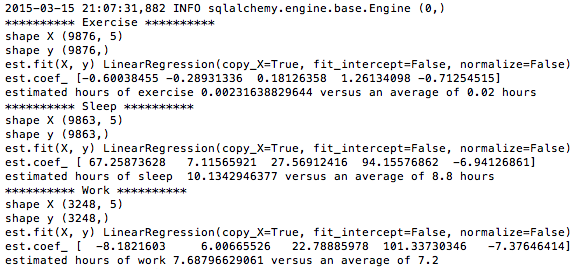 2015-03-15 21:07:31,882 INFO sqlalchemy.engine.base.Engine (0,)
********** Exercise **********
shape X (9876, 5)
shape y (9876,)
est.fit(X, y) LinearRegression(copy_X=True, fit_intercept=False, normalize=False)
est.coef_ [-0.60038455 -0.28931336  0.18126358  1.26134098 -0.71254515]
estimated hours of exercise 0.00231638829644 versus an average of 0.02 hours
********** Sleep **********
shape X (9863, 5)
shape y (9863,)
est.fit(X, y) LinearRegression(copy_X=True, fit_intercept=False, normalize=False)
est.coef_ [ 67.25873628   7.11565921  27.56912416  94.15576862  -6.94126861]
estimated hours of sleep  10.1342946377 versus an average of 8.8 hours
********** Work **********
shape X (3248, 5)
shape y (3248,)
est.fit(X, y) LinearRegression(copy_X=True, fit_intercept=False, normalize=False)
est.coef_ [  -8.1821603     6.00665526   22.78885978  101.33730346   -7.37646414]
estimated hours of work 7.68796629061 versus an average of 7.2